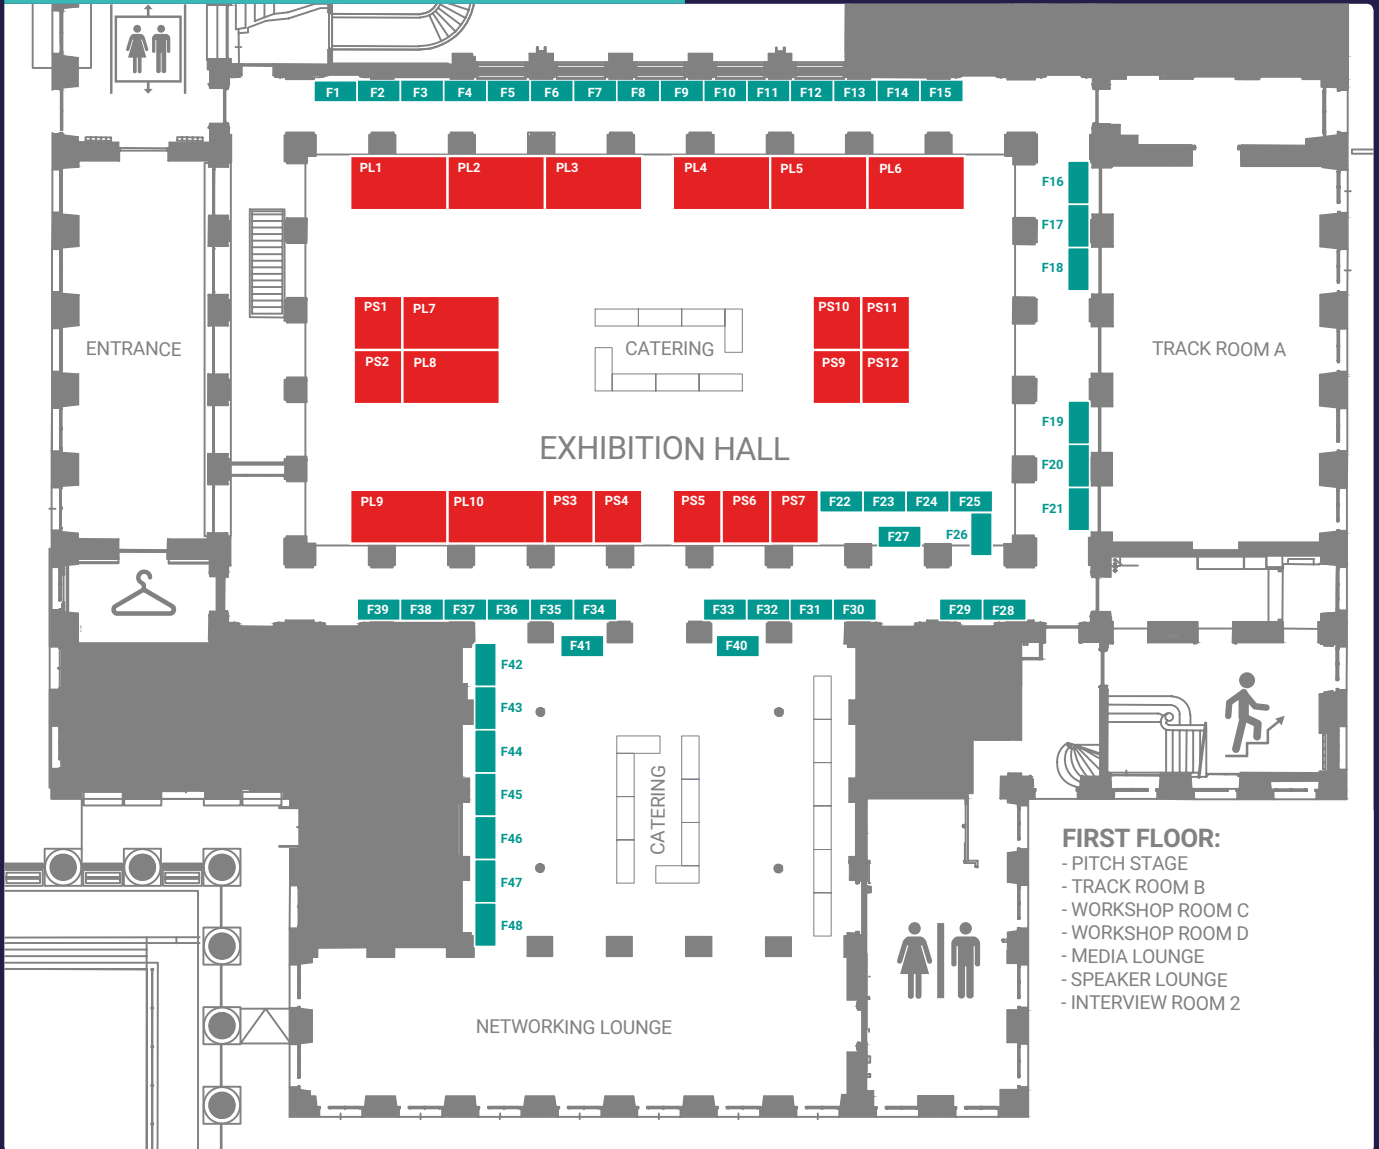 F1 F2 F3 F4 F5 F6 F7 F8 F9 F10 F11 F12 F13 F14 F15
PL1 PL2 PL3 PL4 PL5 PL6
F16
F17
F18
PS1 PL7 PS10 PS11
ENTRANCE
CATERING
TRACK ROOM A
PS2 PL8 PS9 PS12
F19
EXHIBITION HALL
F20
PL9 PL10 PS3 PS4 PS5 PS6 PS7 F22 F23 F24 F25
F21
F27 F26
F39 F38 F37 F36 F35 F34 F33 F32 F31 F30 F29 F28
F41 F40
F42
F43
F44
F45
F46
F47
F48
CATERING
FIRST FLOOR:
- PITCH STAGE
- TRACK ROOM B
- WORKSHOP ROOM C
- WORKSHOP ROOM D
- MEDIA LOUNGE
- SPEAKER LOUNGE
- INTERVIEW ROOM 2
NETWORKING LOUNGE